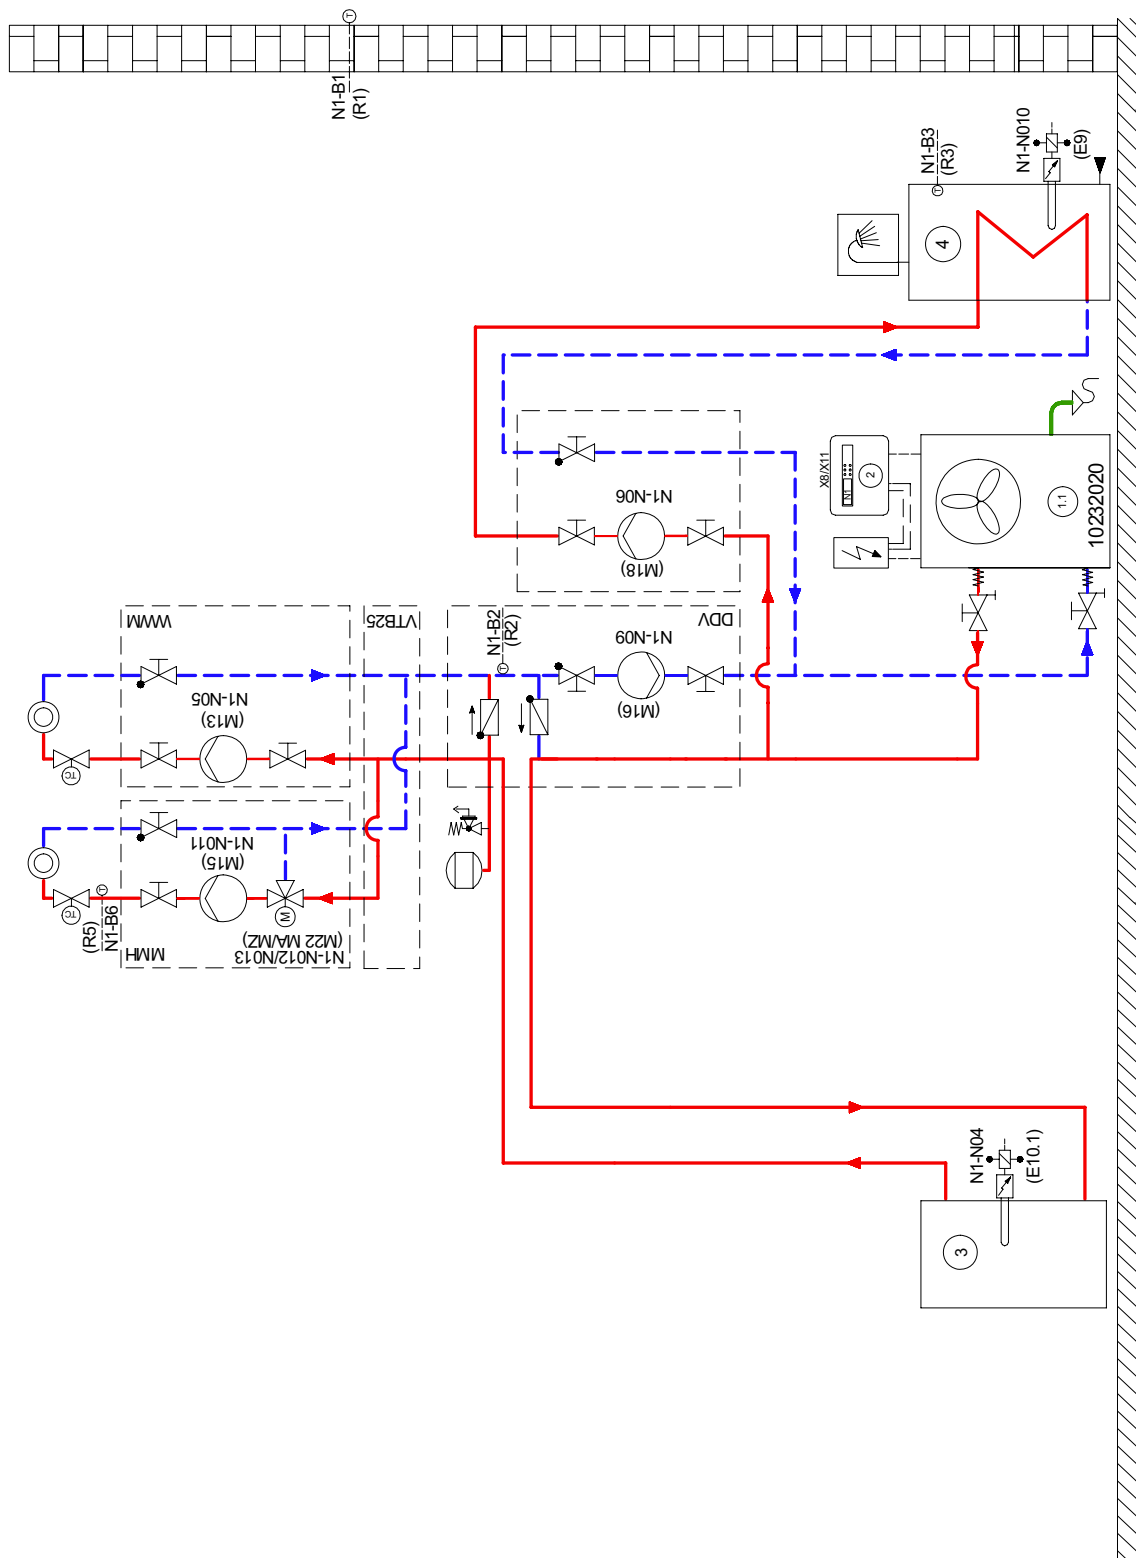 N1-B1
(R1)
N1-B3
(R3)
T
T
N1-N010
(E9)
4
X8/X11
N1
2
1.1
10232020
N1-N06
(M18)
WWM
N1-N05
(M13)
TC
VTB25
N1-B2
(R2)
T
DDV
N1-N09
(M16)
MMH
N1-N011
(M15)
TC
T
(R5)
N1-B6
M
N1-N012/N013
(M22 MA/MZ)
N1-N04
(E10.1)
3